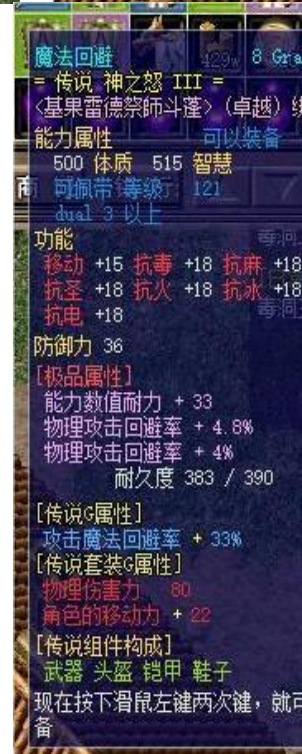 魔法回避 429w 8 Gra
= 传说 神之怒 III =
<基果雷德祭師斗蓬> (卓越)
能力属性 可以装备
500 体质 515 智慧
商 可佩带 等级 121
dual 3 以上
功能
移动 +15 抗毒 +18 抗麻 +18
抗圣 +18 抗火 +18 抗冰 +18
抗电 +18
防御力 36
[极品属性]
能力数值耐力 + 33
物理攻击回避率 + 4.8%
物理攻击回避率 + 4%
耐久度 383 / 390
[传说G属性]
攻击魔法回避率 + 33%
[传说套装G属性]
物理伤害力 80
角色的移动力 + 22
[传说组件构成]
武器 头盔 铠甲 鞋子
现在按下滑鼠左键两次键，就可
备